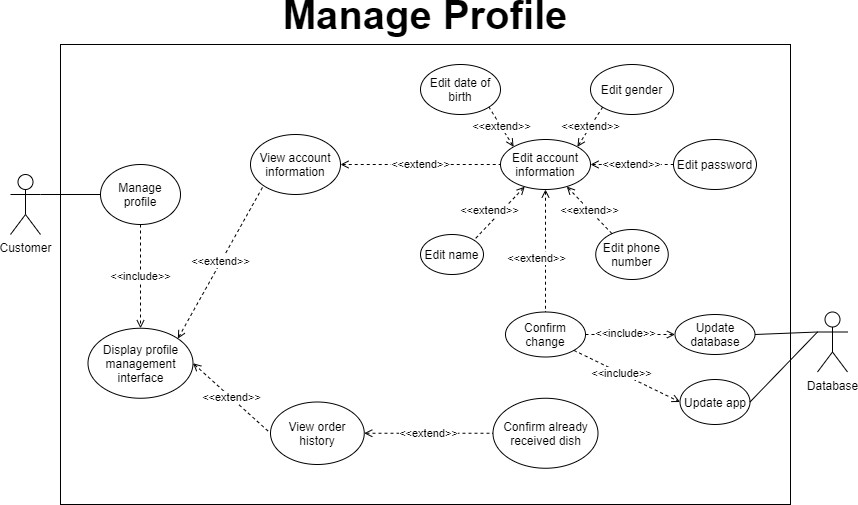 Manage Profile
Edit date of
birth
Edit gender
<<extend>>
<<extend>>
View account
information
<<extend>>
Edit account
information
<<extend>>
Edit password
Manage
profile
Customer
<<extend>>
<<extend>>
Edit name
Edit phone
number
<<extend>>
<<extend>>
<<include>>
Confirm
change
<<include>>
Update
database
Display profile
management
interface
<<include>>
Database
<<extend>>
Update app
View order
history
<<extend>>
Confirm already
received dish